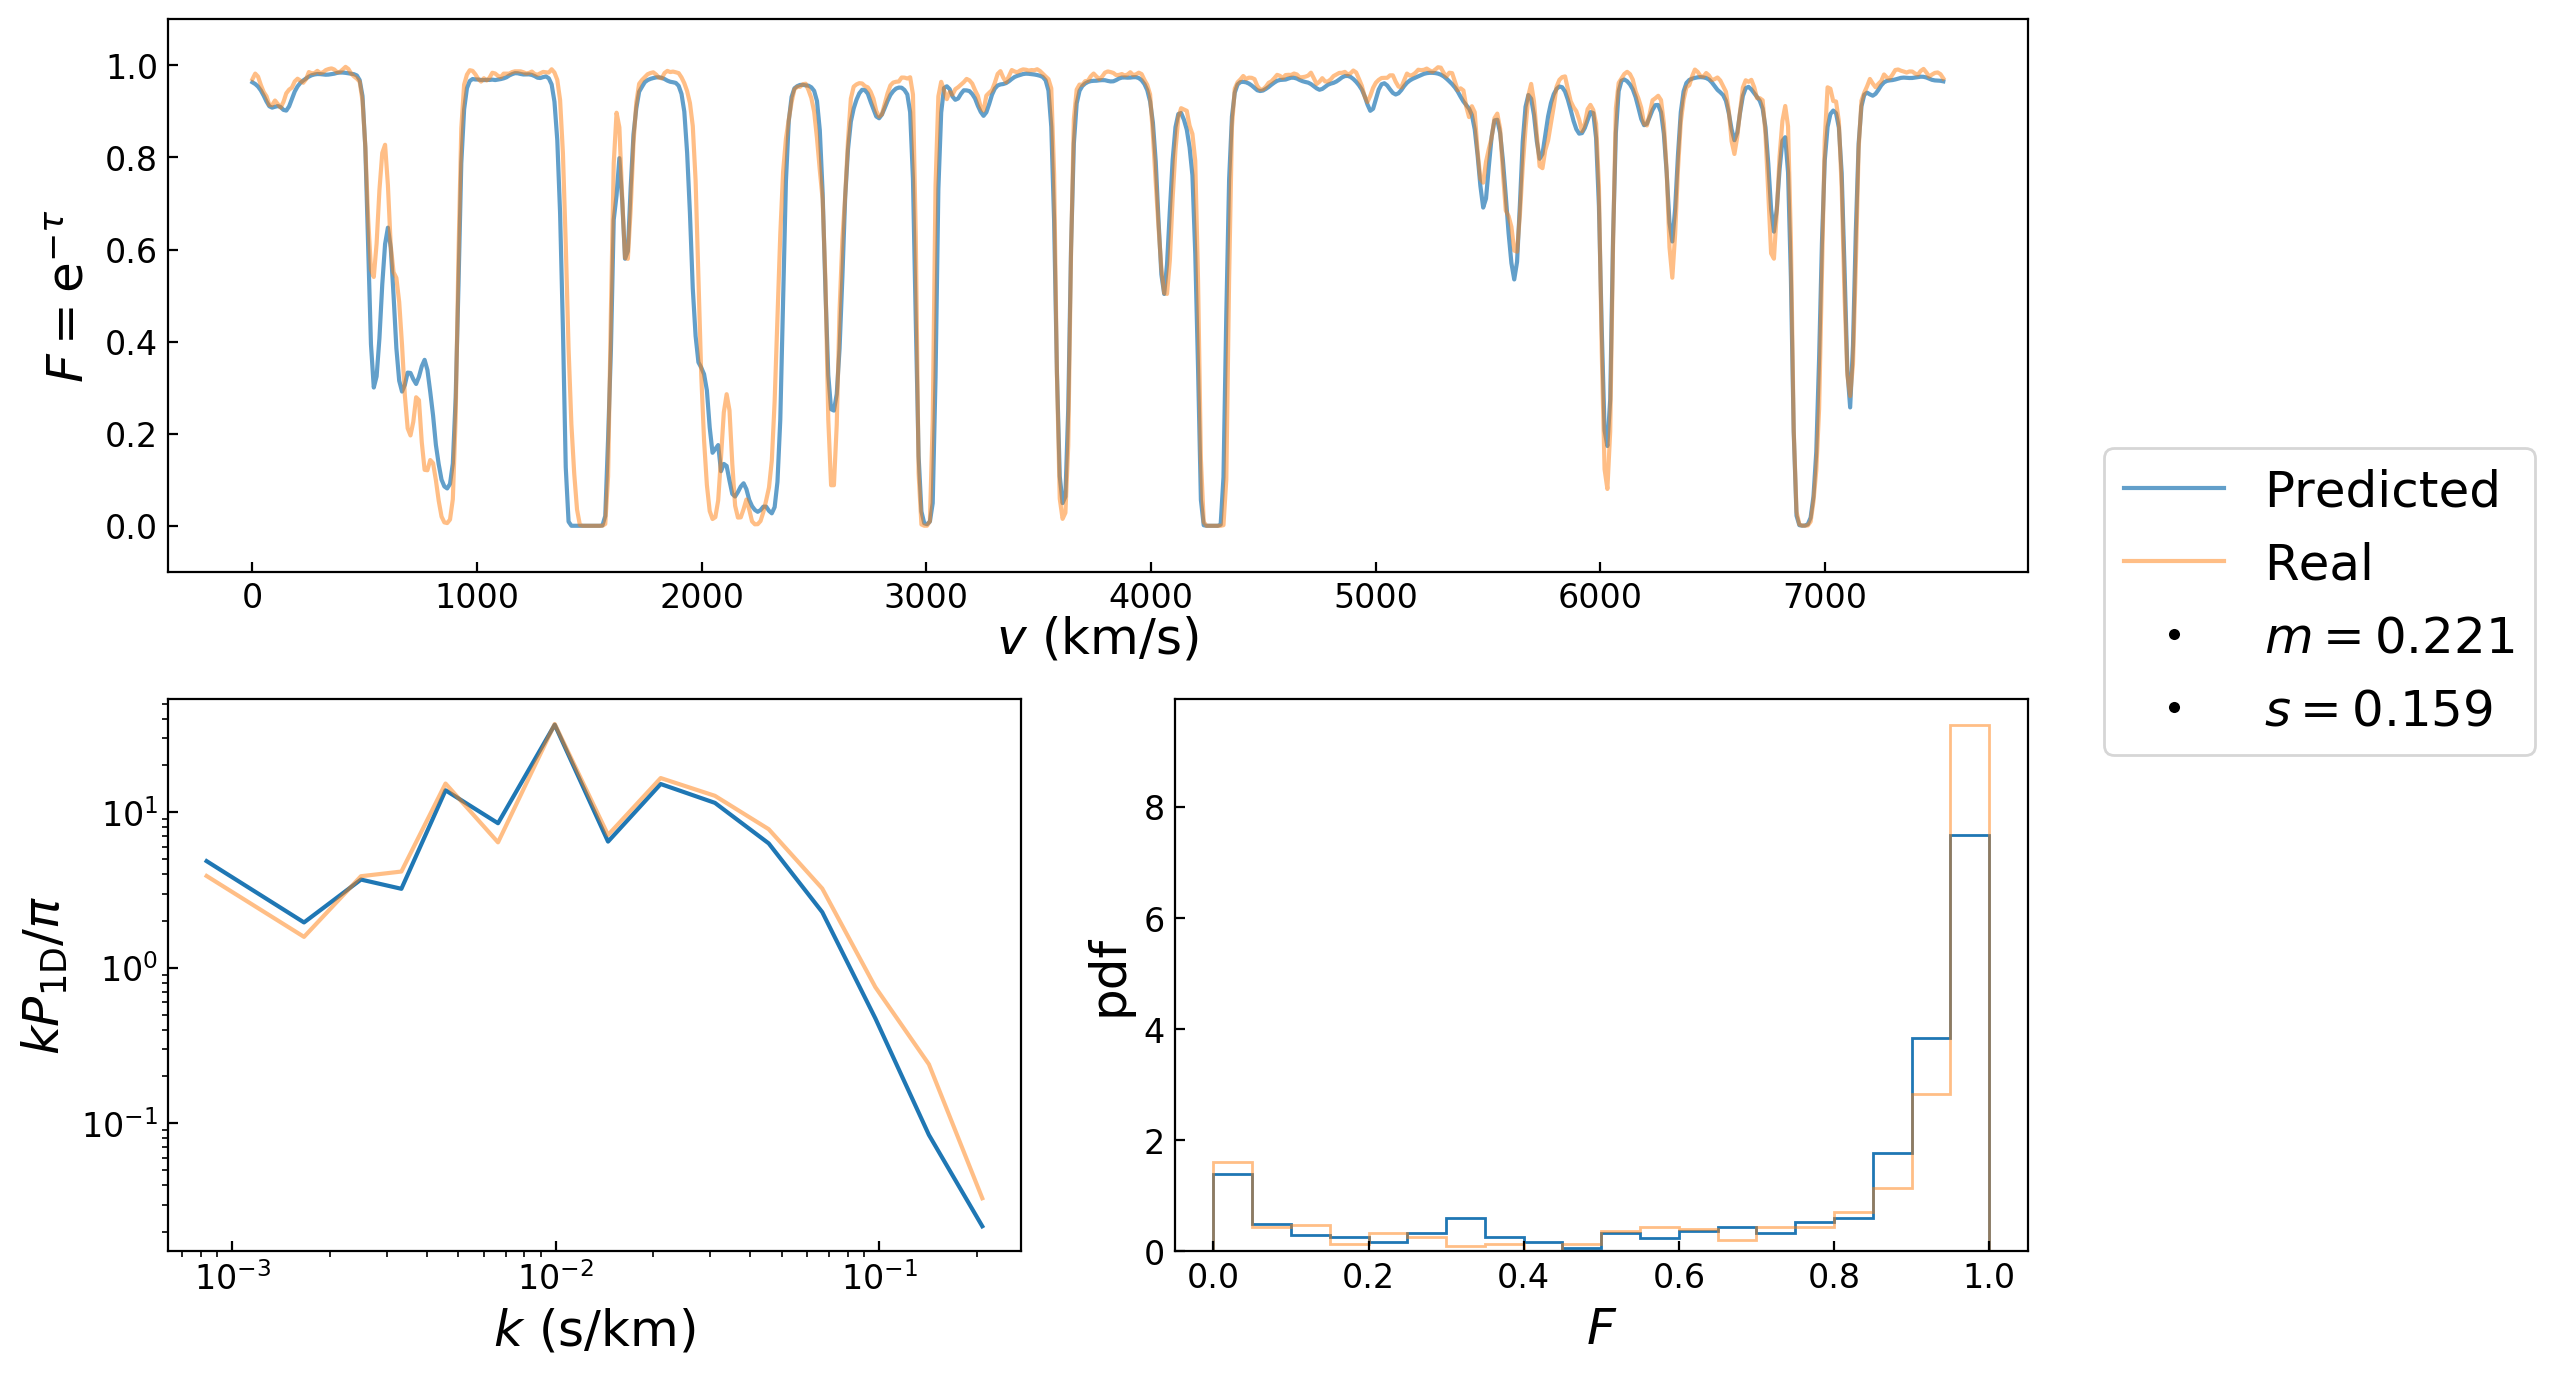 1.0
0.8
0.6
0.4
0.2
0.0
F = e^{−τ}
0 1000 2000 3000 4000 5000 6000 7000
v (km/s)
Predicted
Real
m = 0.221
s = 0.159
10^1
10^0
10^{−1}
kP_{1D}/π
10^{−3} 10^{−2} 10^{−1}
k (s/km)
8
6
4
2
0
pdf
0.0 0.2 0.4 0.6 0.8 1.0
F